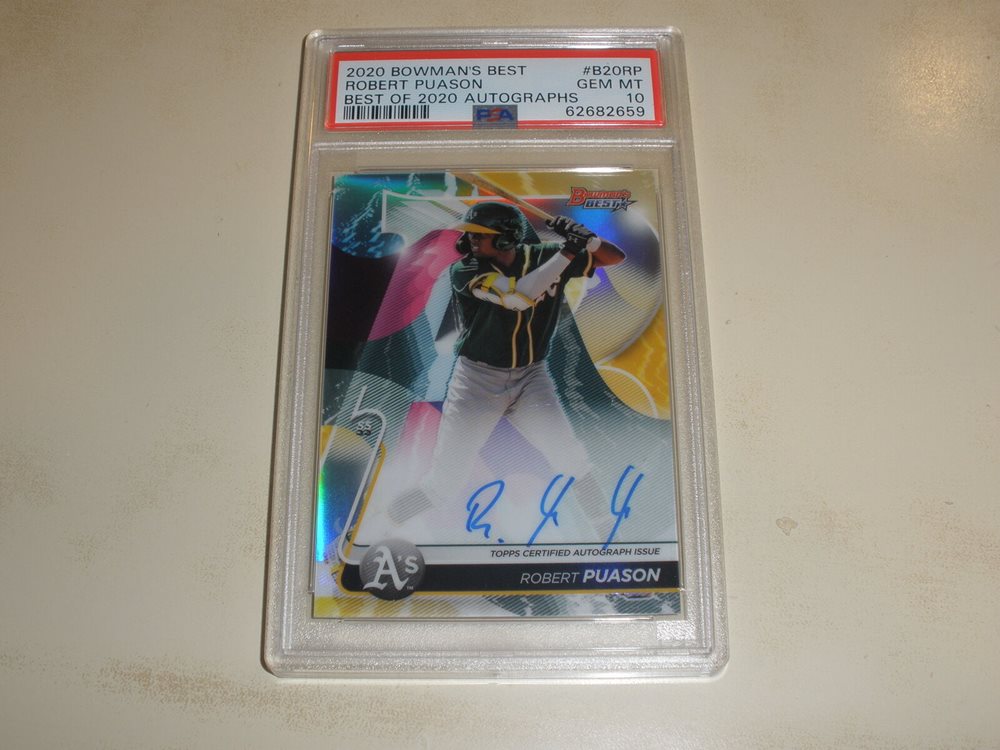 2020 BOWMAN'S BEST #B20RP
ROBERT PUASON GEM MT
BEST OF 2020 AUTOGRAPHS 10
PSA 62682659
Bowman's
BEST
SS
TOPPS CERTIFIED AUTOGRAPH ISSUE
A's
ROBERT PUASON